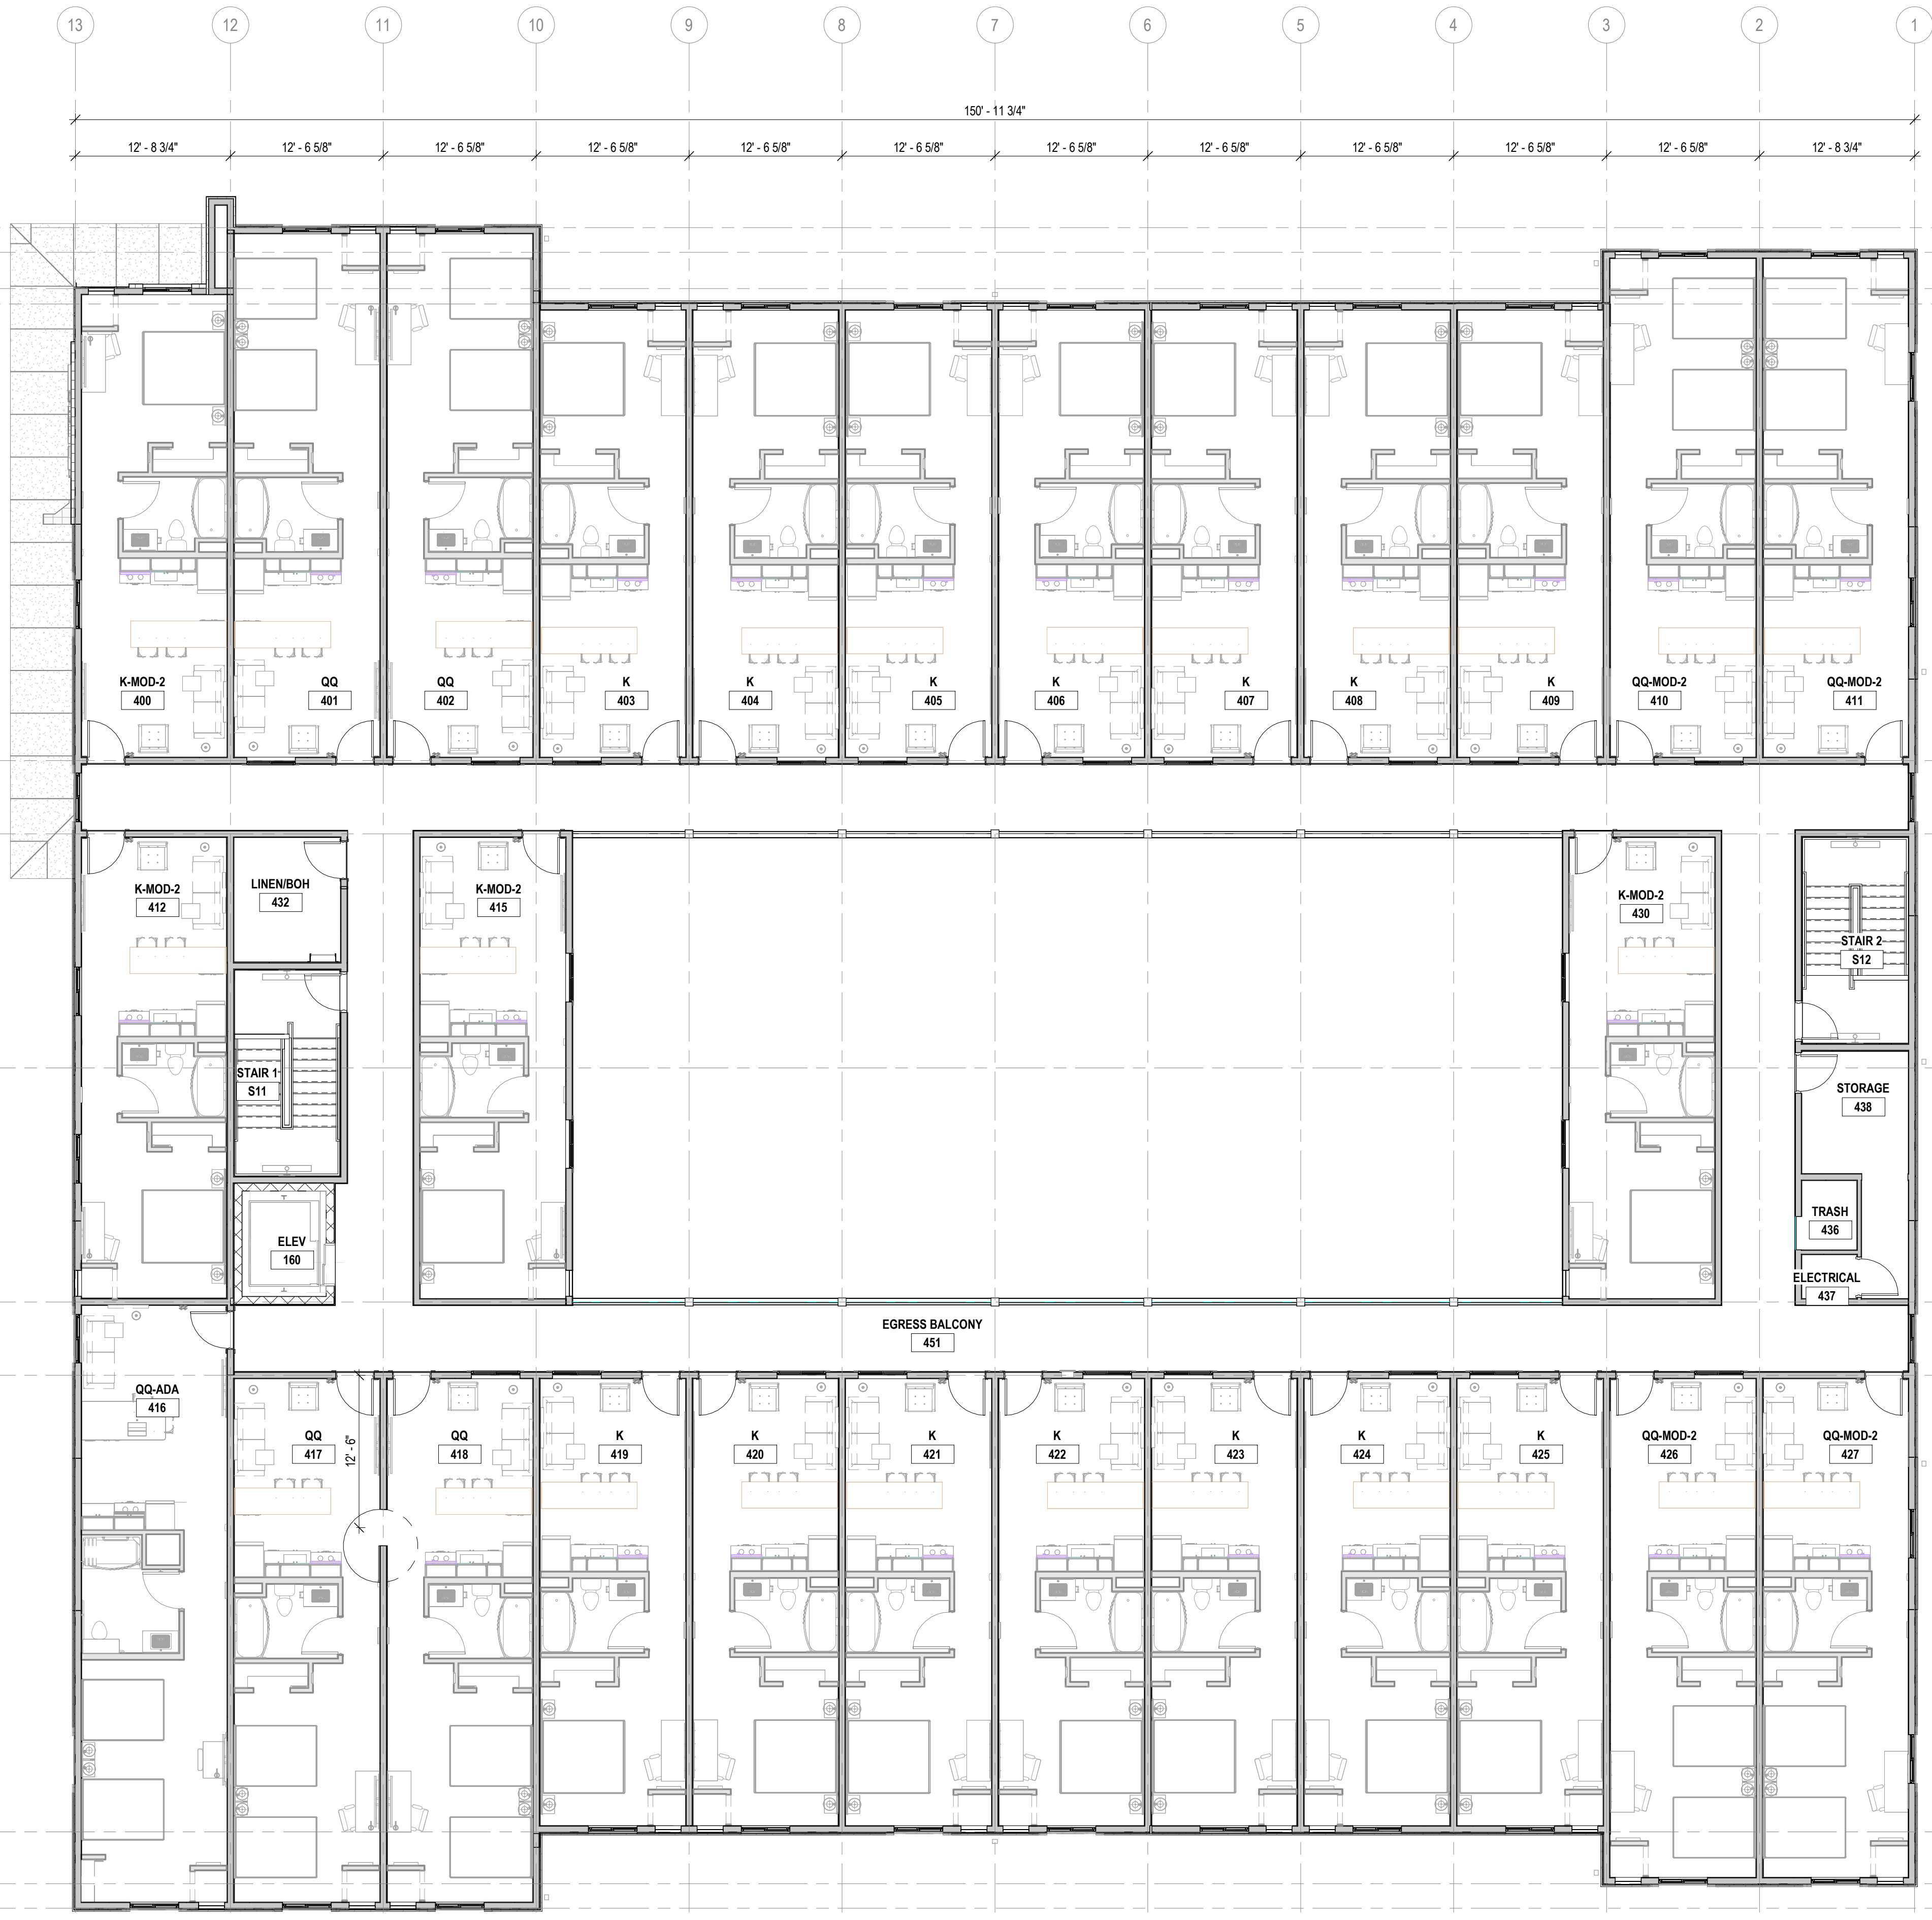 13 12 11 10 9 8 7 6 5 4 3 2 1
150' - 11 3/4"
12' - 8 3/4" 12' - 6 5/8" 12' - 6 5/8" 12' - 6 5/8" 12' - 6 5/8" 12' - 6 5/8" 12' - 6 5/8" 12' - 6 5/8" 12' - 6 5/8" 12' - 6 5/8" 12' - 6 5/8" 12' - 8 3/4"
K-MOD-2
400
QQ
401
QQ
402
K
403
K
404
K
405
K
406
K
407
K
408
K
409
QQ-MOD-2
410
QQ-MOD-2
411
K-MOD-2
412
LINEN/BOH
432
K-MOD-2
415
K-MOD-2
430
STAIR 2
S12
STAIR 1
S11
STORAGE
438
ELEV
160
TRASH
436
ELECTRICAL
437
EGRESS BALCONY
451
QQ-ADA
416
QQ
417
12' - 6"
QQ
418
K
419
K
420
K
421
K
422
K
423
K
424
K
425
QQ-MOD-2
426
QQ-MOD-2
427